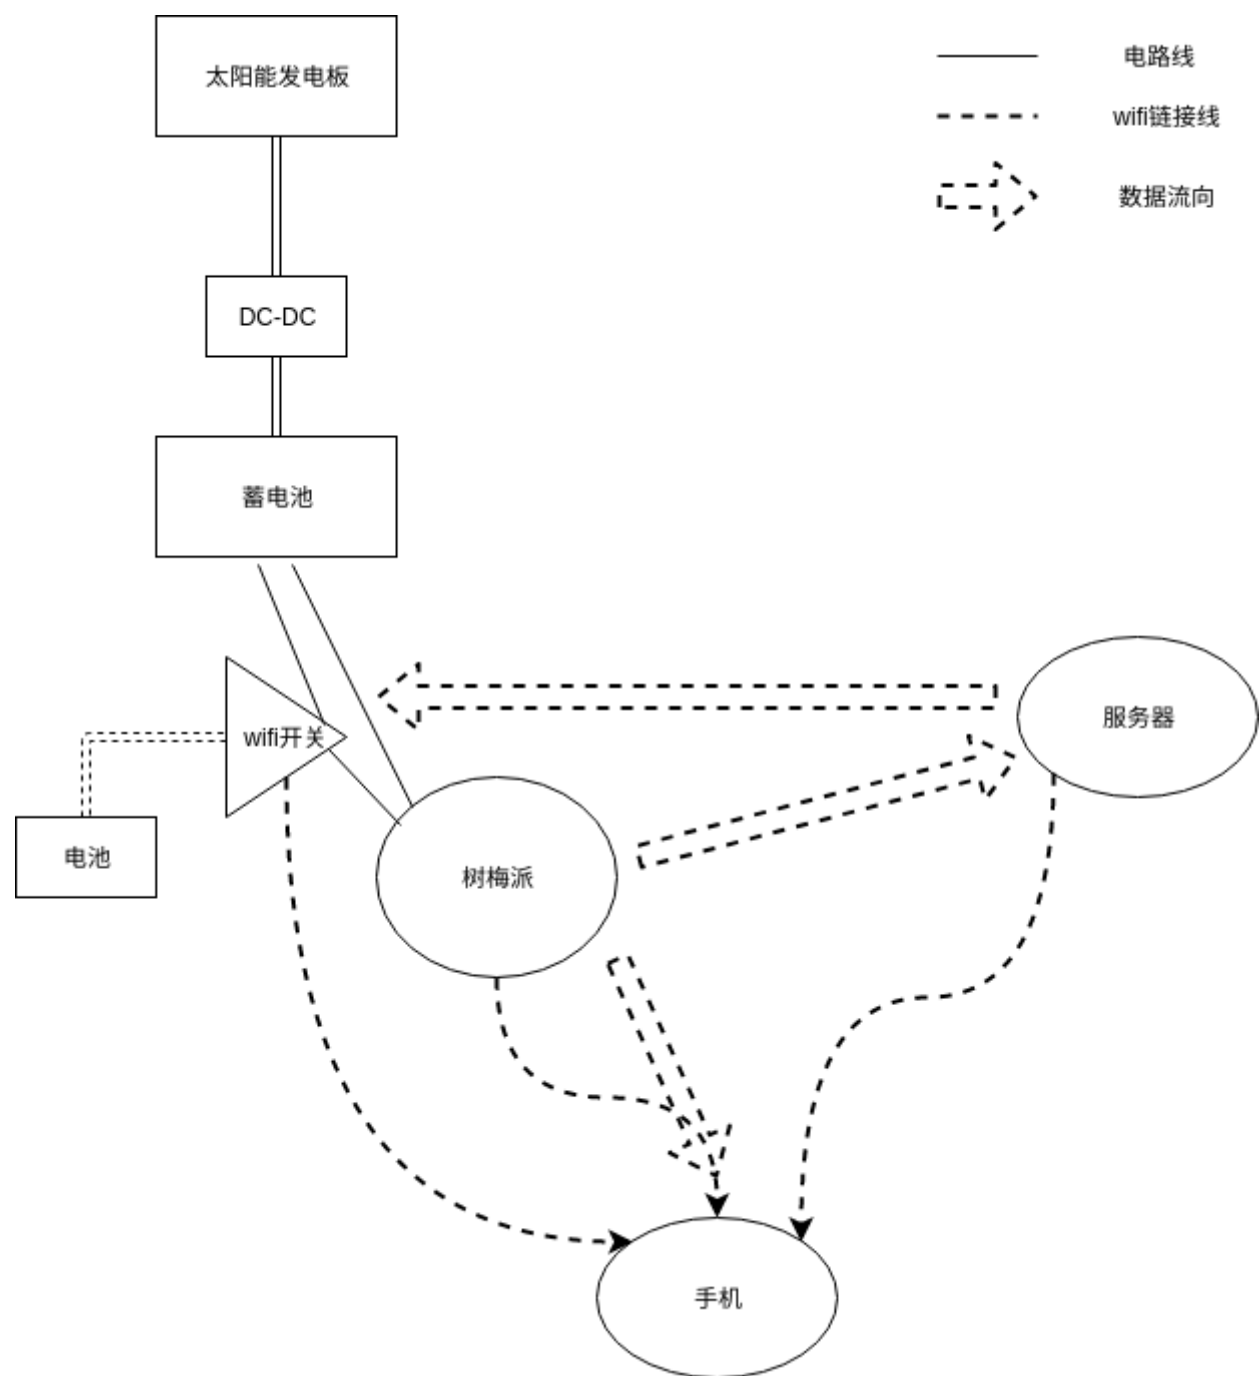 太阳能发电板
电路线
wifi链接线
数据流向
DC-DC
蓄电池
wifi开关
服务器
电池
树梅派
手机